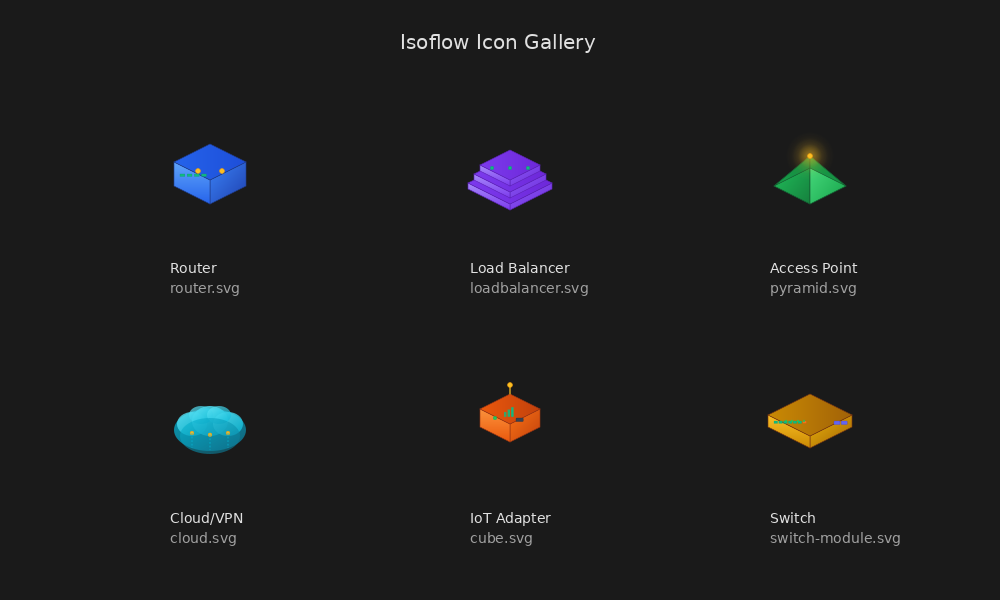 Isoflow Icon Gallery
Router
router.svg
Load Balancer
loadbalancer.svg
Access Point
pyramid.svg
Cloud/VPN
cloud.svg
IoT Adapter
cube.svg
Switch
switch-module.svg